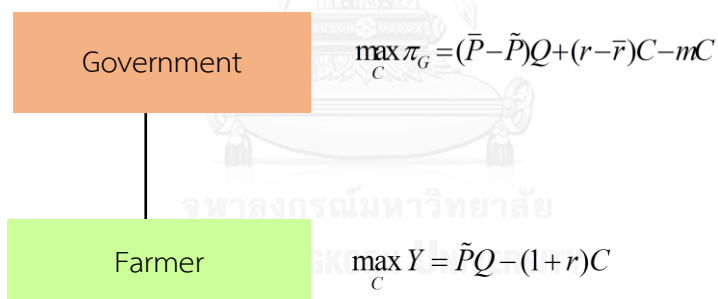 Government
max_C π_G = (P̄ − P̃)Q + (r − r̄)C − mC
จุฬาลงกรณ์มหาวิทยาลัย
Farmer
max_C Y = P̃Q − (1 + r)C